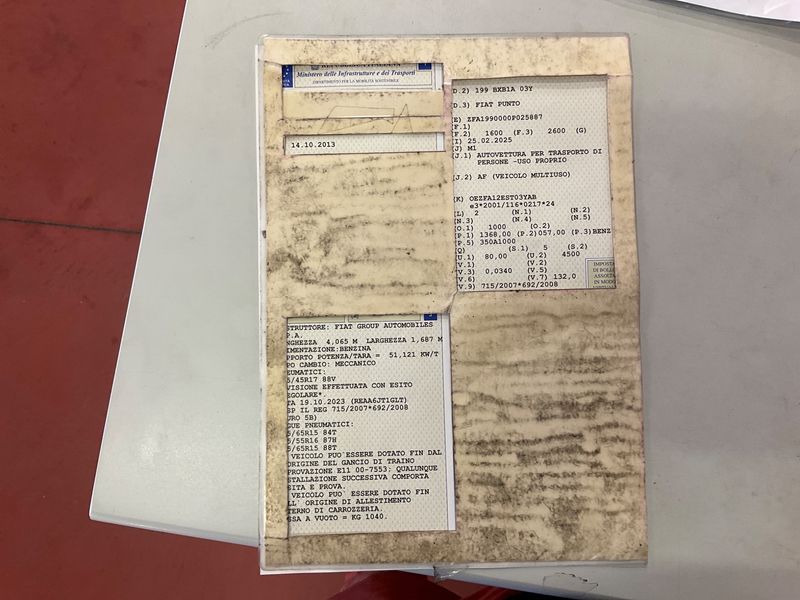 Ministero delle Infrastrutture e dei Trasporti
DIPARTIMENTO PER LA MOBILITÀ SOSTENIBILE
14.10.2013
D.2) 199 BXB1A 03Y
D.3) FIAT PUNTO
(E) ZFA1990000P025887
(F.1)
(F.2) 1600 (F.3) 2600 (G)
(I) 25.02.2025
(J) M1
(J.1) AUTOVETTURA PER TRASPORTO DI
PERSONE -USO PROPRIO
(J.2) AF (VEICOLO MULTIUSO)
(K) OEZFA12EST03YAB
e3*2001/116*0217*24
(L) 2 (N.1) (N.2)
(N.3) (N.4) (N.5)
(O.1) 1000 (O.2)
(P.1) 1368,00 (P.2)057,00 (P.3)BENZ
(P.5) 350A1000
(Q) (S.1) 5 (S.2)
(U.1) 80,00 (U.2) 4500
(V.1) (V.2)
(V.3) 0,0340 (V.5)
(V.6) (V.7) 132,0
(V.9) 715/2007*692/2008
IMPOSTA
DI BOLLO
ASSOLTA
IN MODO
STRUTTORE: FIAT GROUP AUTOMOBILES
P.A.
NGHEZZA 4,065 M LARGHEZZA 1,687 M
IMENTAZIONE:BENZINA
PPORTO POTENZA/TARA = 51,121 KW/T
PO CAMBIO: MECCANICO
EUMATICI:
5/45R17 88V
VISIONE EFFETTUATA CON ESITO
EGOLARE*.
TA 19.10.2023 (REAA6JT1GLT)
SP IL REG 715/2007*692/2008
URO 5B)
GUE PNEUMATICI:
5/65R15 84T
5/55R16 87H
5/65R15 88T
VEICOLO PUO`ESSERE DOTATO FIN DAL
ORIGINE DEL GANCIO DI TRAINO
PROVAZIONE E11 00-7553; QUALUNQUE
STALLAZIONE SUCCESSIVA COMPORTA
SITA E PROVA.
VEICOLO PUO` ESSERE DOTATO FIN
LL` ORIGINE DI ALLESTIMENTO
TERNO DI CARROZZERIA.
SSA A VUOTO = KG 1040.